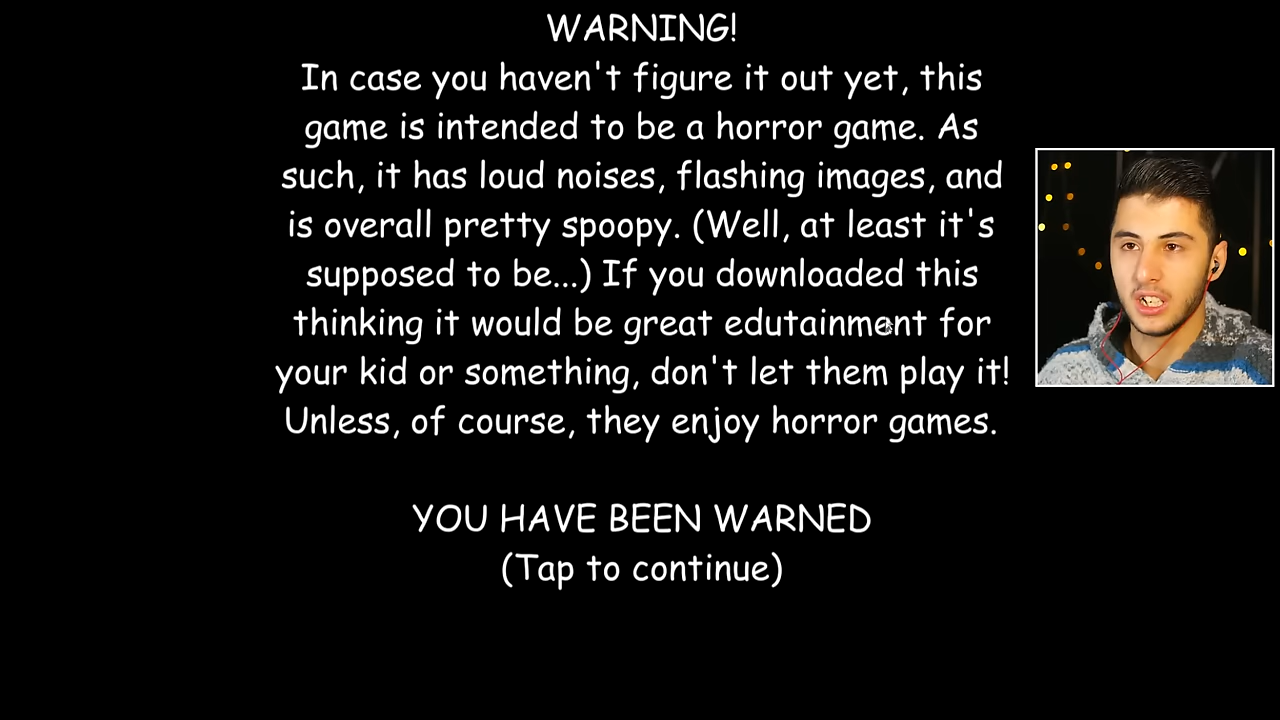 WARNING!
In case you haven't figure it out yet, this
game is intended to be a horror game. As
such, it has loud noises, flashing images, and
is overall pretty spoopy. (Well, at least it's
supposed to be...) If you downloaded this
thinking it would be great edutainment for
your kid or something, don't let them play it!
Unless, of course, they enjoy horror games.
YOU HAVE BEEN WARNED
(Tap to continue)